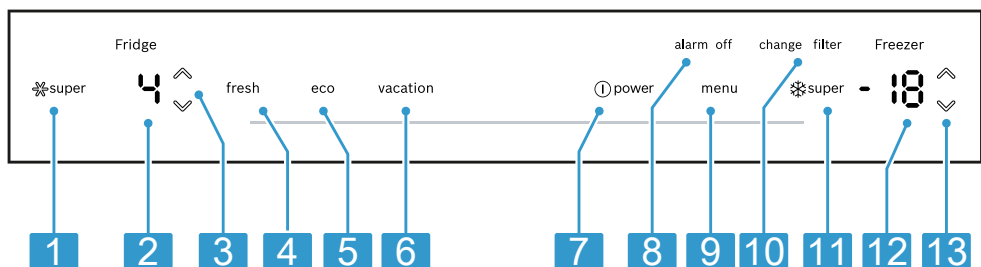 Fridge alarm off change filter Freezer
super 4 fresh eco vacation power menu super -18
1 2 3 4 5 6 7 8 9 10 11 12 13